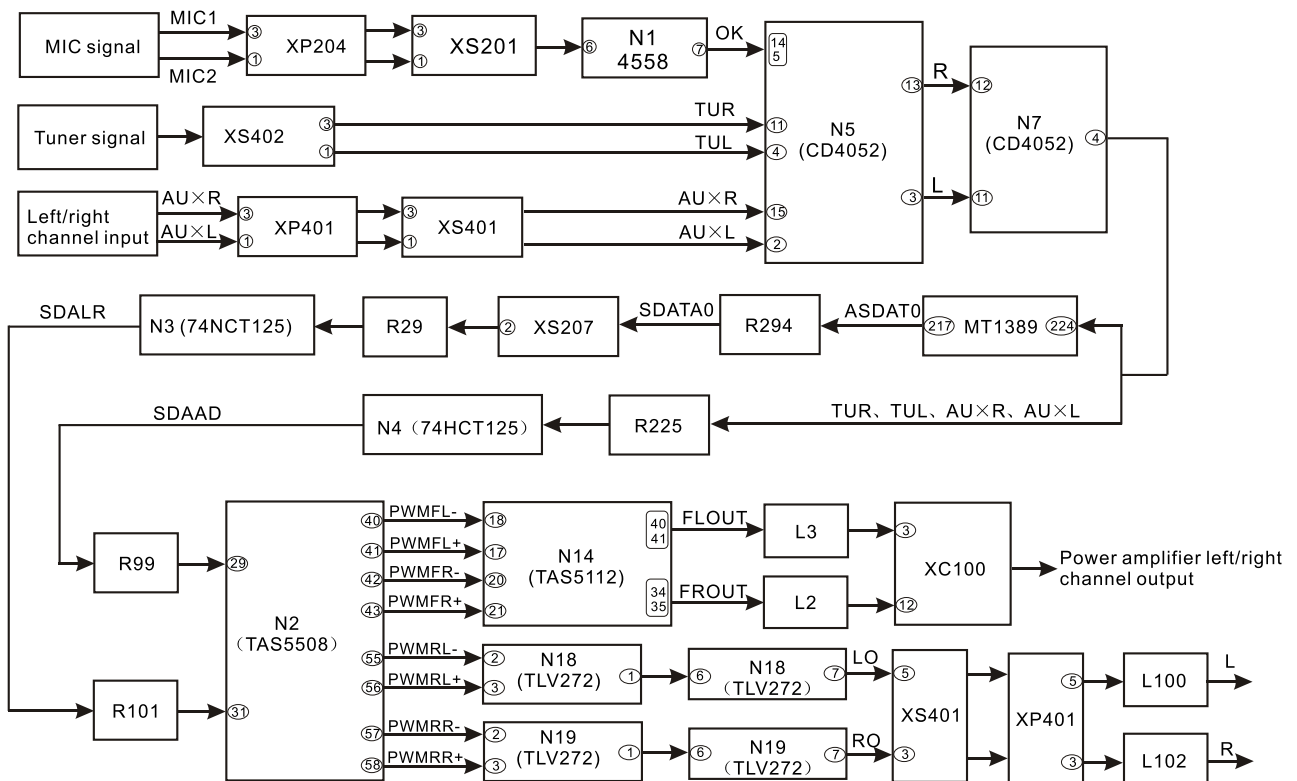 MIC signal
MIC1
MIC2
3
1
XP204
3
1
XS201
6
N1
4558
7
OK
14
5
Tuner signal
XS402
3
1
TUR
TUL
11
4
Left/right
channel input
AU×R
AU×L
3
1
XP401
3
1
XS401
AU×R
AU×L
15
2
N5
(CD4052)
13
3
R
L
12
11
N7
(CD4052)
4
SDALR
N3 (74NCT125)
R29
2
XS207
SDATA0
R294
ASDAT0
217
MT1389
224
SDAAD
N4（74HCT125）
R225
TUR、TUL、AU×R、AU×L
R99
R101
29
31
N2
（TAS5508）
40
41
42
43
55
56
57
58
PWMFL-
PWMFL+
PWMFR-
PWMFR+
PWMRL-
PWMRL+
PWMRR-
PWMRR+
18
17
20
21
N14
(TAS5112)
40
41
34
35
FLOUT
FROUT
L3
L2
3
12
XC100
Power amplifier left/right
channel output
2
3
N18
(TLV272)
1
6
N18
（TLV272）
7
LO
2
3
N19
(TLV272)
1
6
N19
（TLV272）
7
RO
5
3
XS401
XP401
5
3
L100
L102
L
R